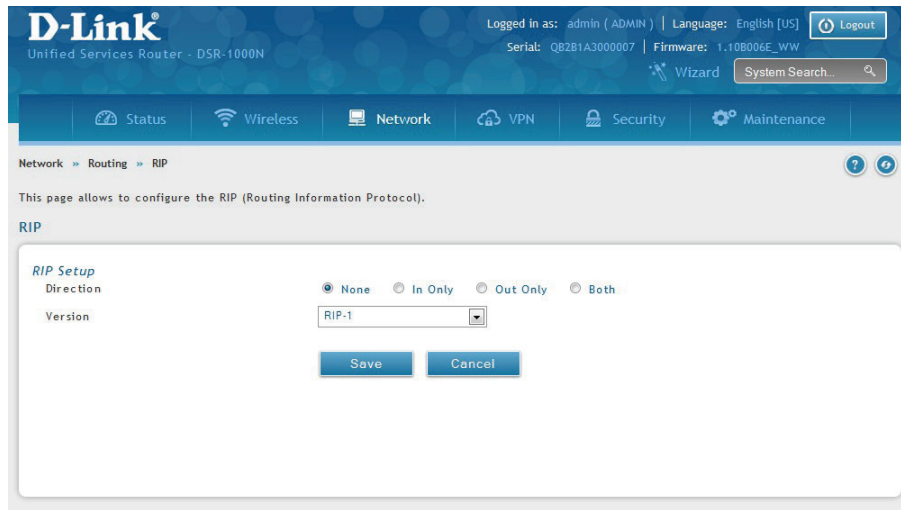 D-Link®
Unified Services Router - DSR-1000N
Logged in as: admin ( ADMIN ) | Language: English [US]
Logout
Serial: QB2B1A3000007 | Firmware: 1.10B006E_WW
Wizard
System Search...
Status
Wireless
Network
VPN
Security
Maintenance
Network » Routing » RIP
?
This page allows to configure the RIP (Routing Information Protocol).
RIP
RIP Setup
Direction
None
In Only
Out Only
Both
Version
RIP-1
Save
Cancel